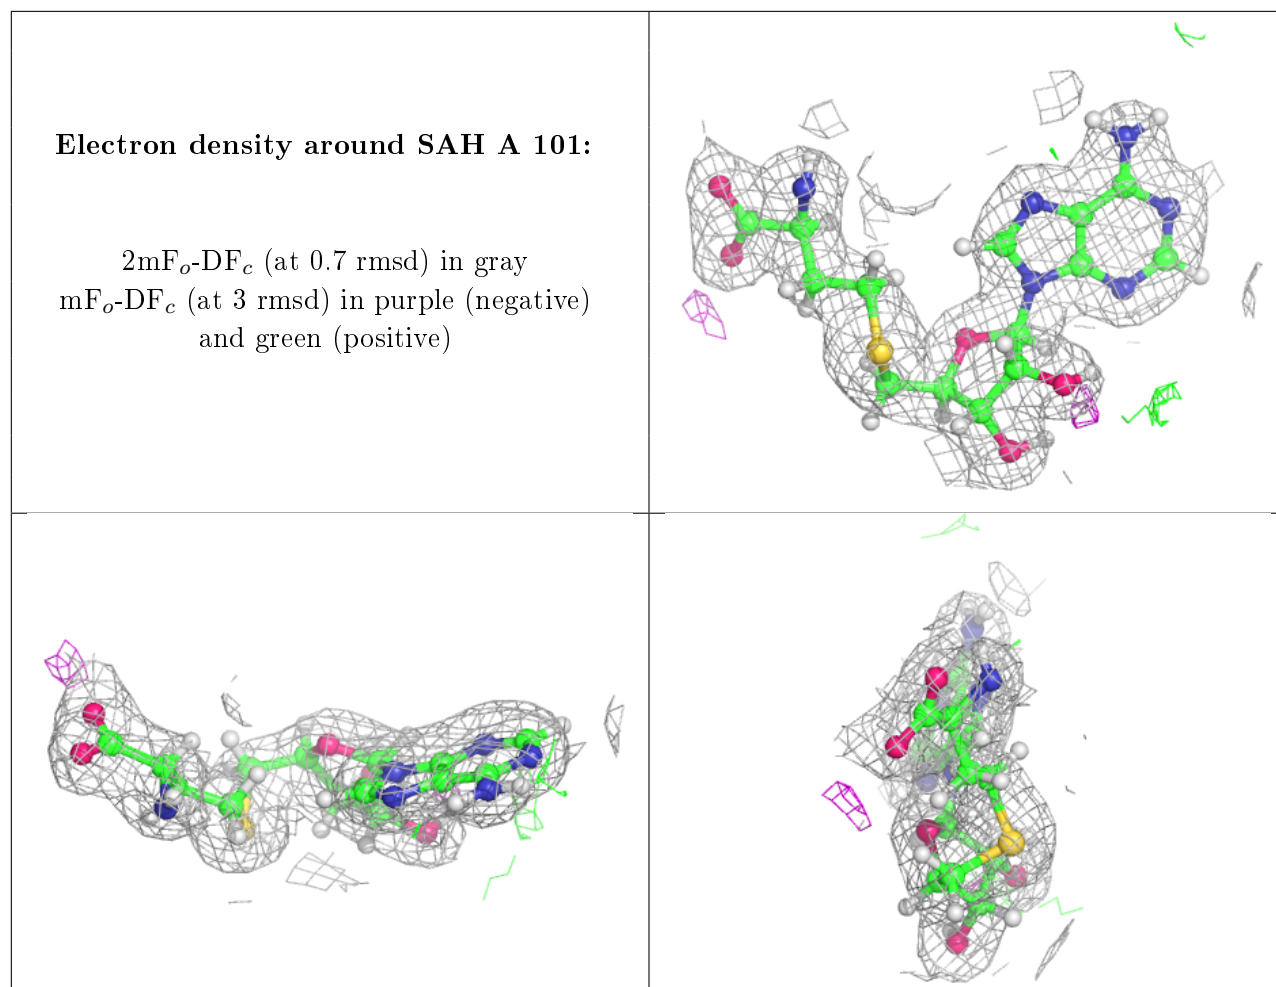 Electron density around SAH A 101:
2mFo-DFc (at 0.7 rmsd) in gray
mFo-DFc (at 3 rmsd) in purple (negative)
and green (positive)